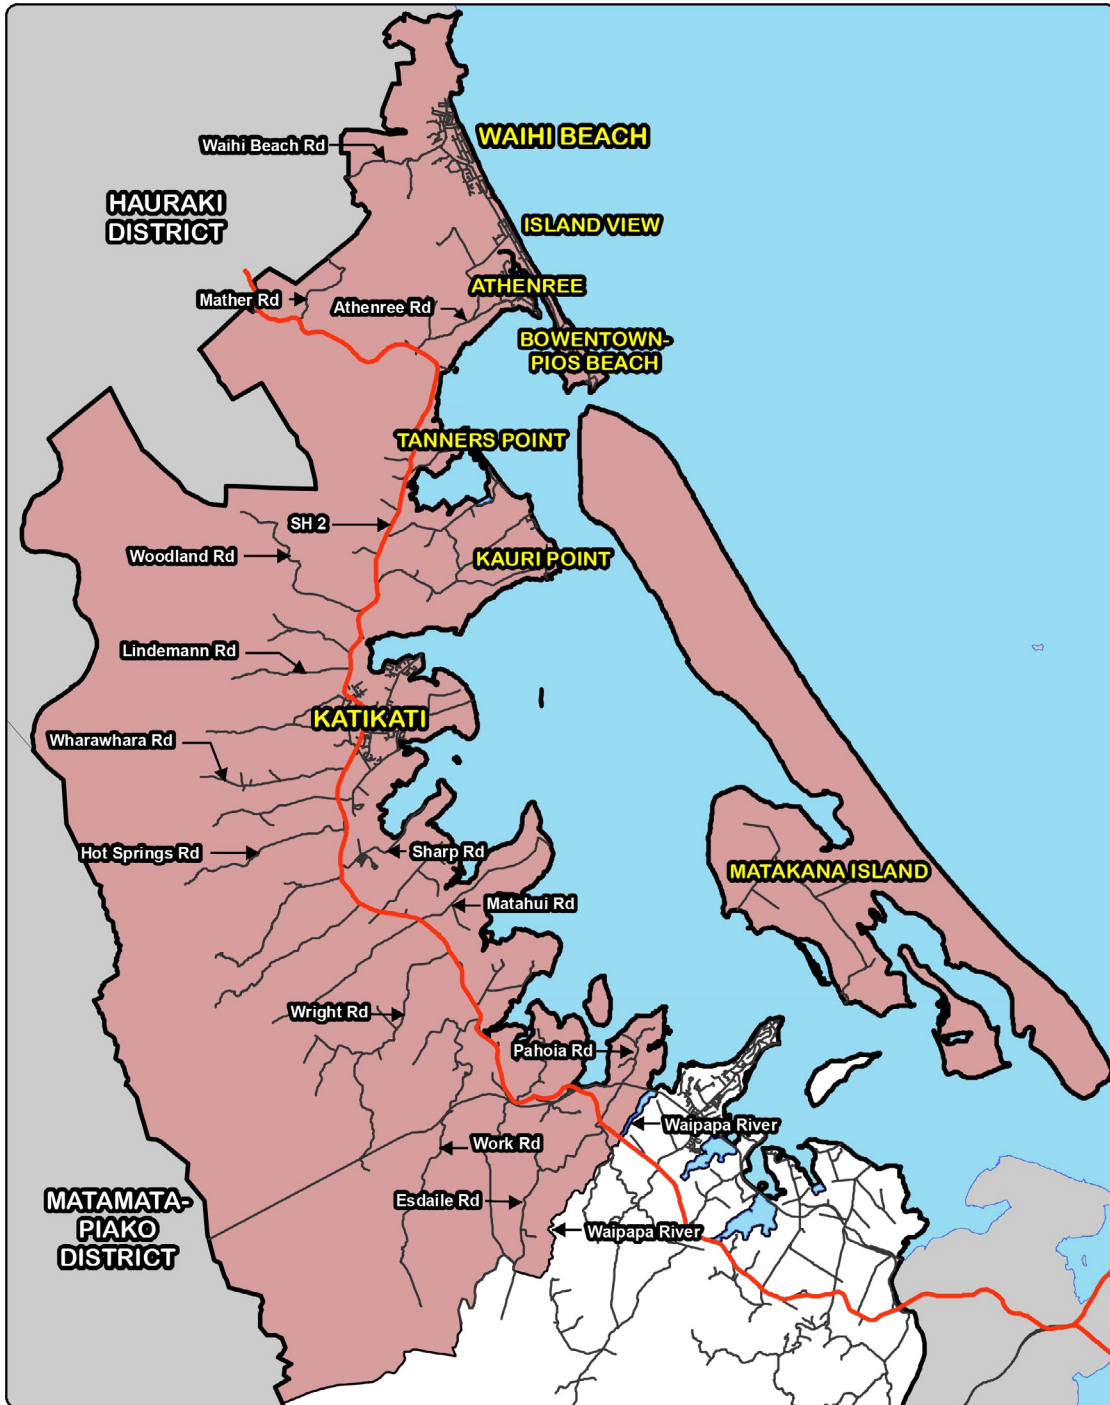 WAIHI BEACH
Waihi Beach Rd
HAURAKI
DISTRICT
ISLAND VIEW
ATHENREE
Mather Rd
Athenree Rd
BOWENTOWN-
PIOS BEACH
TANNERS POINT
SH 2
Woodland Rd
KAURI POINT
Lindemann Rd
KATIKATI
Wharawhara Rd
Hot Springs Rd
Sharp Rd
MATAKANA ISLAND
Matahui Rd
Wright Rd
Pahoia Rd
Waipapa River
Work Rd
MATAMATA-
PIAKO
DISTRICT
Esdaile Rd
Waipapa River